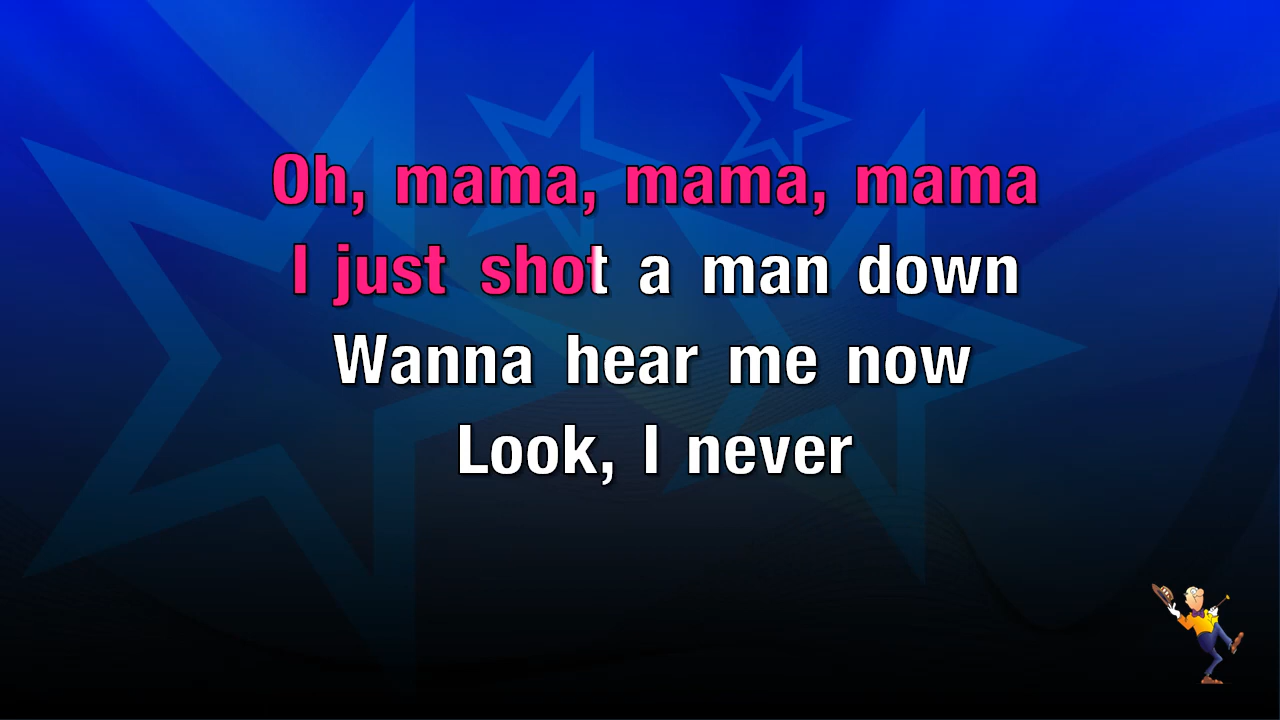 Oh, mama, mama, mama
I just shot a man down
Wanna hear me now
Look, I never